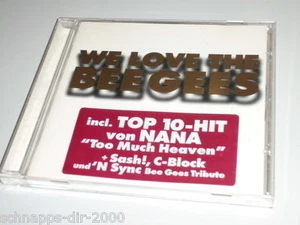 WE LOVE THE
BEE GEES
incl. TOP 10-HIT
von NANA
"Too Much Heaven"
+ Sash!, C-Block
und 'N Sync Bee Gees Tribute
schnapps-dir-2000